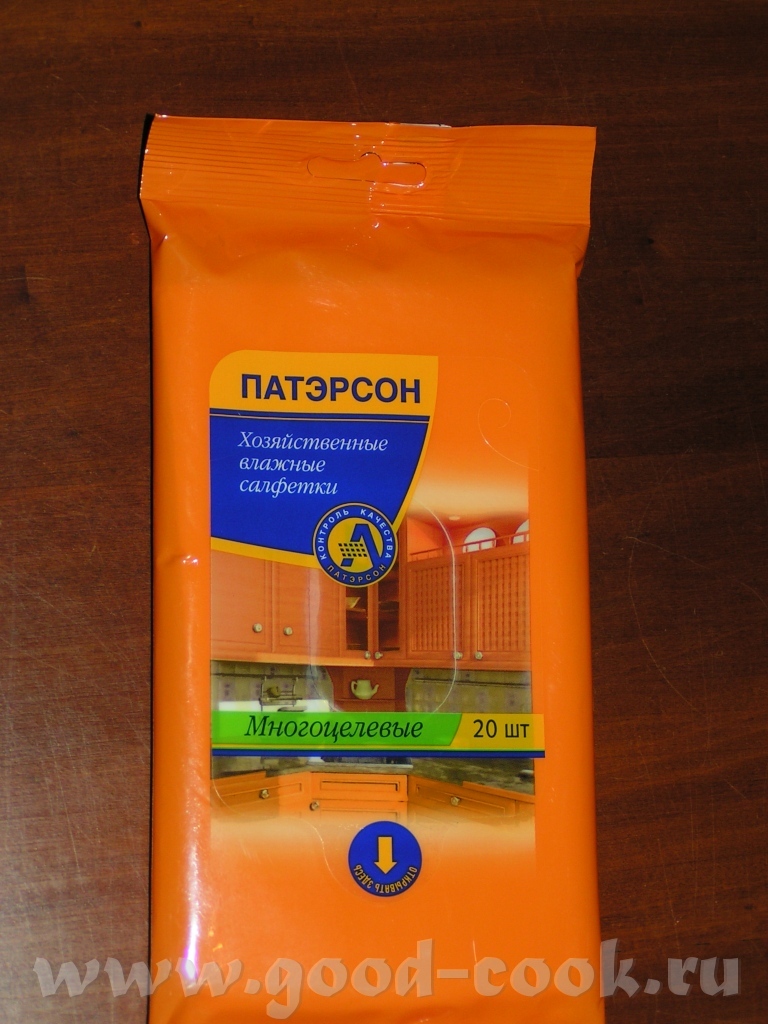 ПАТЭРСОН
Хозяйственные
влажные
салфетки
КОНТРОЛЬ КАЧЕСТВА
ПАТЭРСОН
Многоцелевые
20 шт
ОТКРЫВАТЬ ЗДЕСЬ
www.good-cook.ru